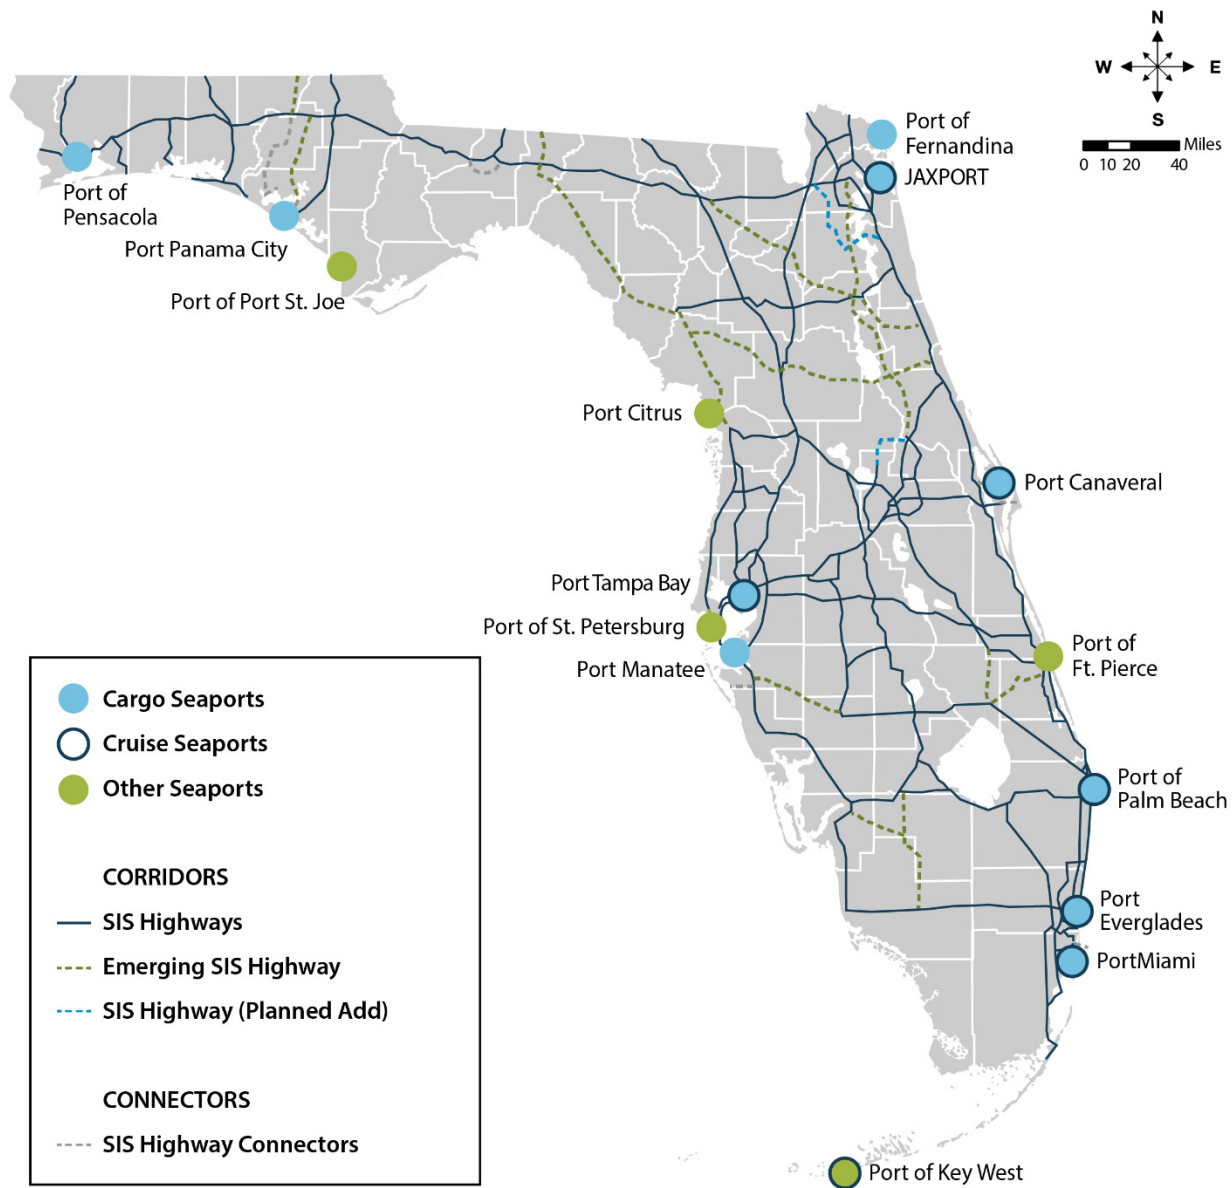 N
W E
S
0 10 20 40 Miles
Port of
Fernandina
JAXPORT
Port of
Pensacola
Port Panama City
Port of Port St. Joe
Port Citrus
Port Canaveral
Port Tampa Bay
Port of St. Petersburg
Port Manatee
Port of
Ft. Pierce
Port of
Palm Beach
Port
Everglades
PortMiami
Port of Key West
Cargo Seaports
Cruise Seaports
Other Seaports
CORRIDORS
SIS Highways
Emerging SIS Highway
SIS Highway (Planned Add)
CONNECTORS
SIS Highway Connectors